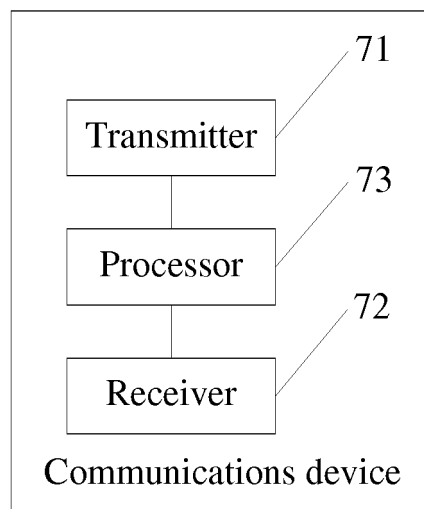 71
Transmitter
73
Processor
72
Receiver
Communications device